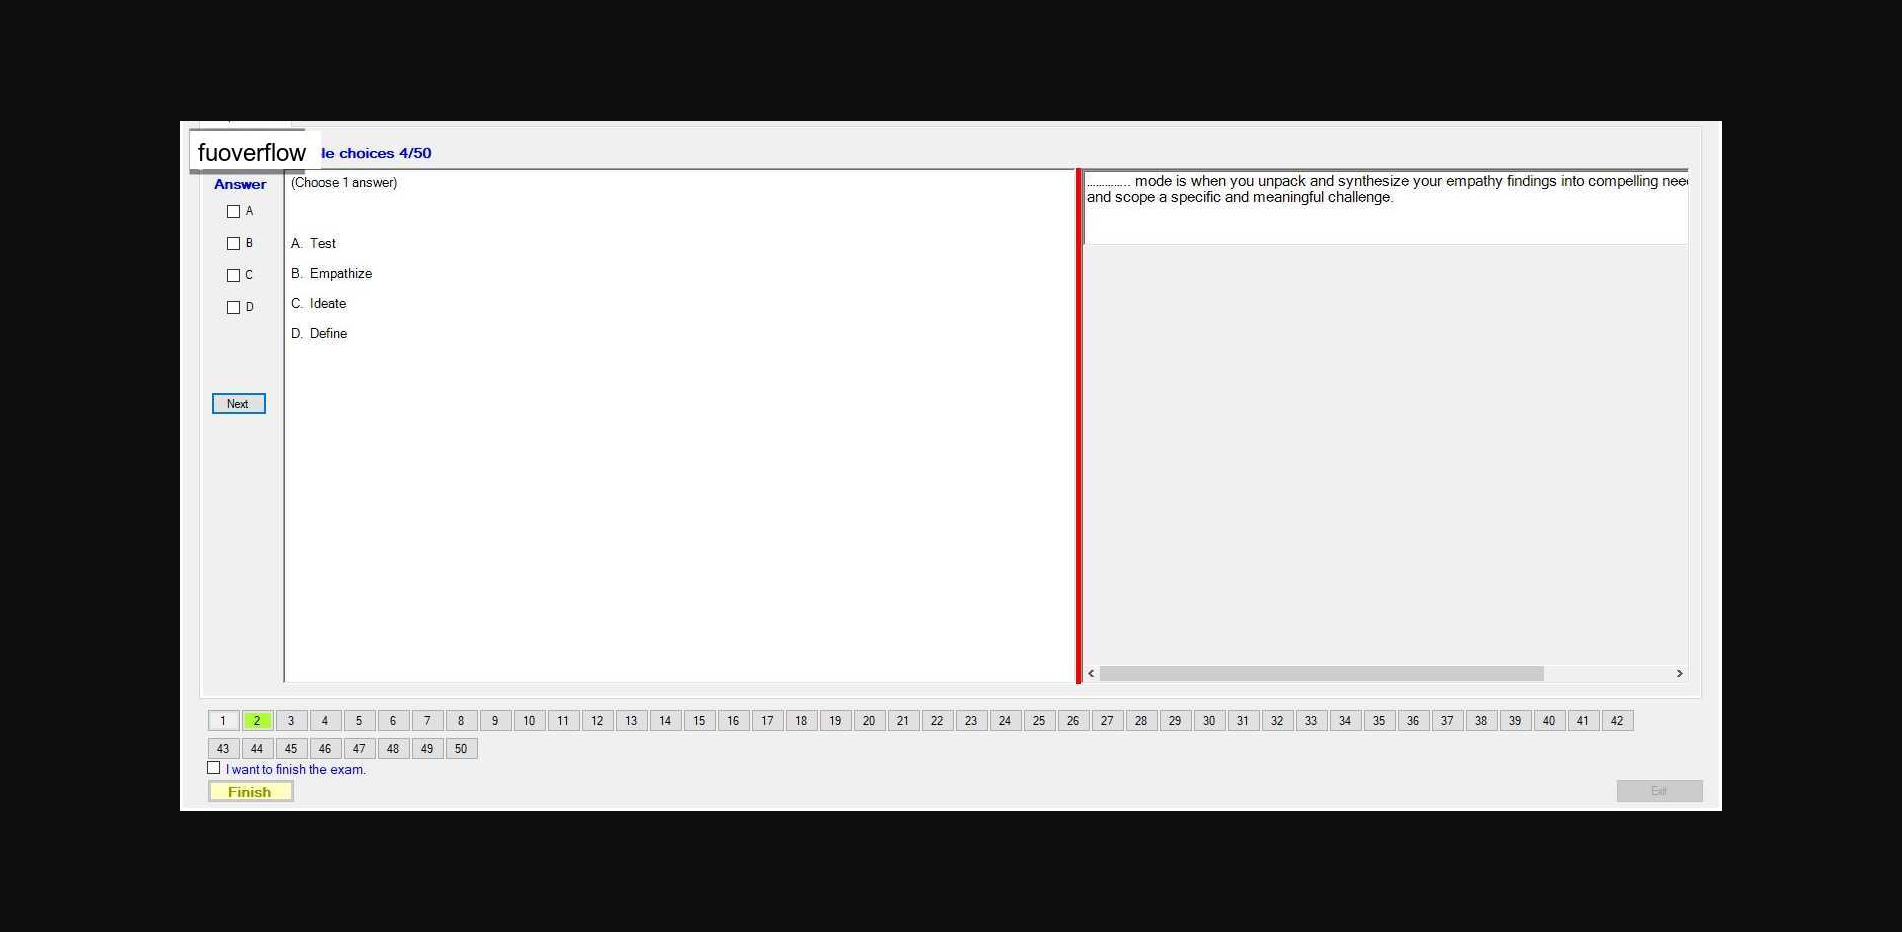 fuoverflow
le choices 4/50
Answer
A
B
C
D
Next
(Choose 1 answer)
A. Test
B. Empathize
C. Ideate
D. Define
.............. mode is when you unpack and synthesize your empathy findings into compelling
and scope a specific and meaningful challenge.
1 2 3 4 5 6 7 8 9 10 11 12 13 14 15 16 17 18 19 20 21 22 23 24 25 26 27 28 29 30 31 32 33 34 35 36 37 38 39 40 41 42
43 44 45 46 47 48 49 50
I want to finish the exam.
Finish
Exit